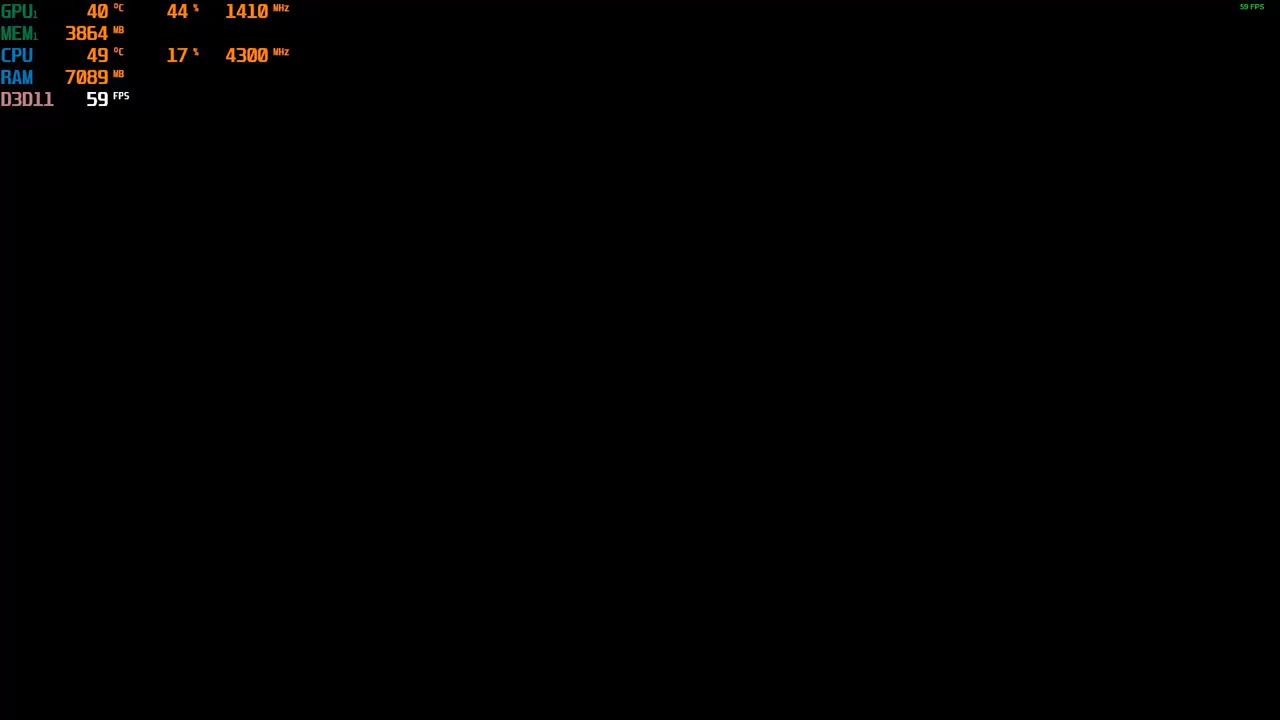 GPU1 40 °C 44 % 1410 MHz
MEM1 3864 MB
CPU 49 °C 17 % 4300 MHz
RAM 7089 MB
D3D11 59 FPS
59 FPS